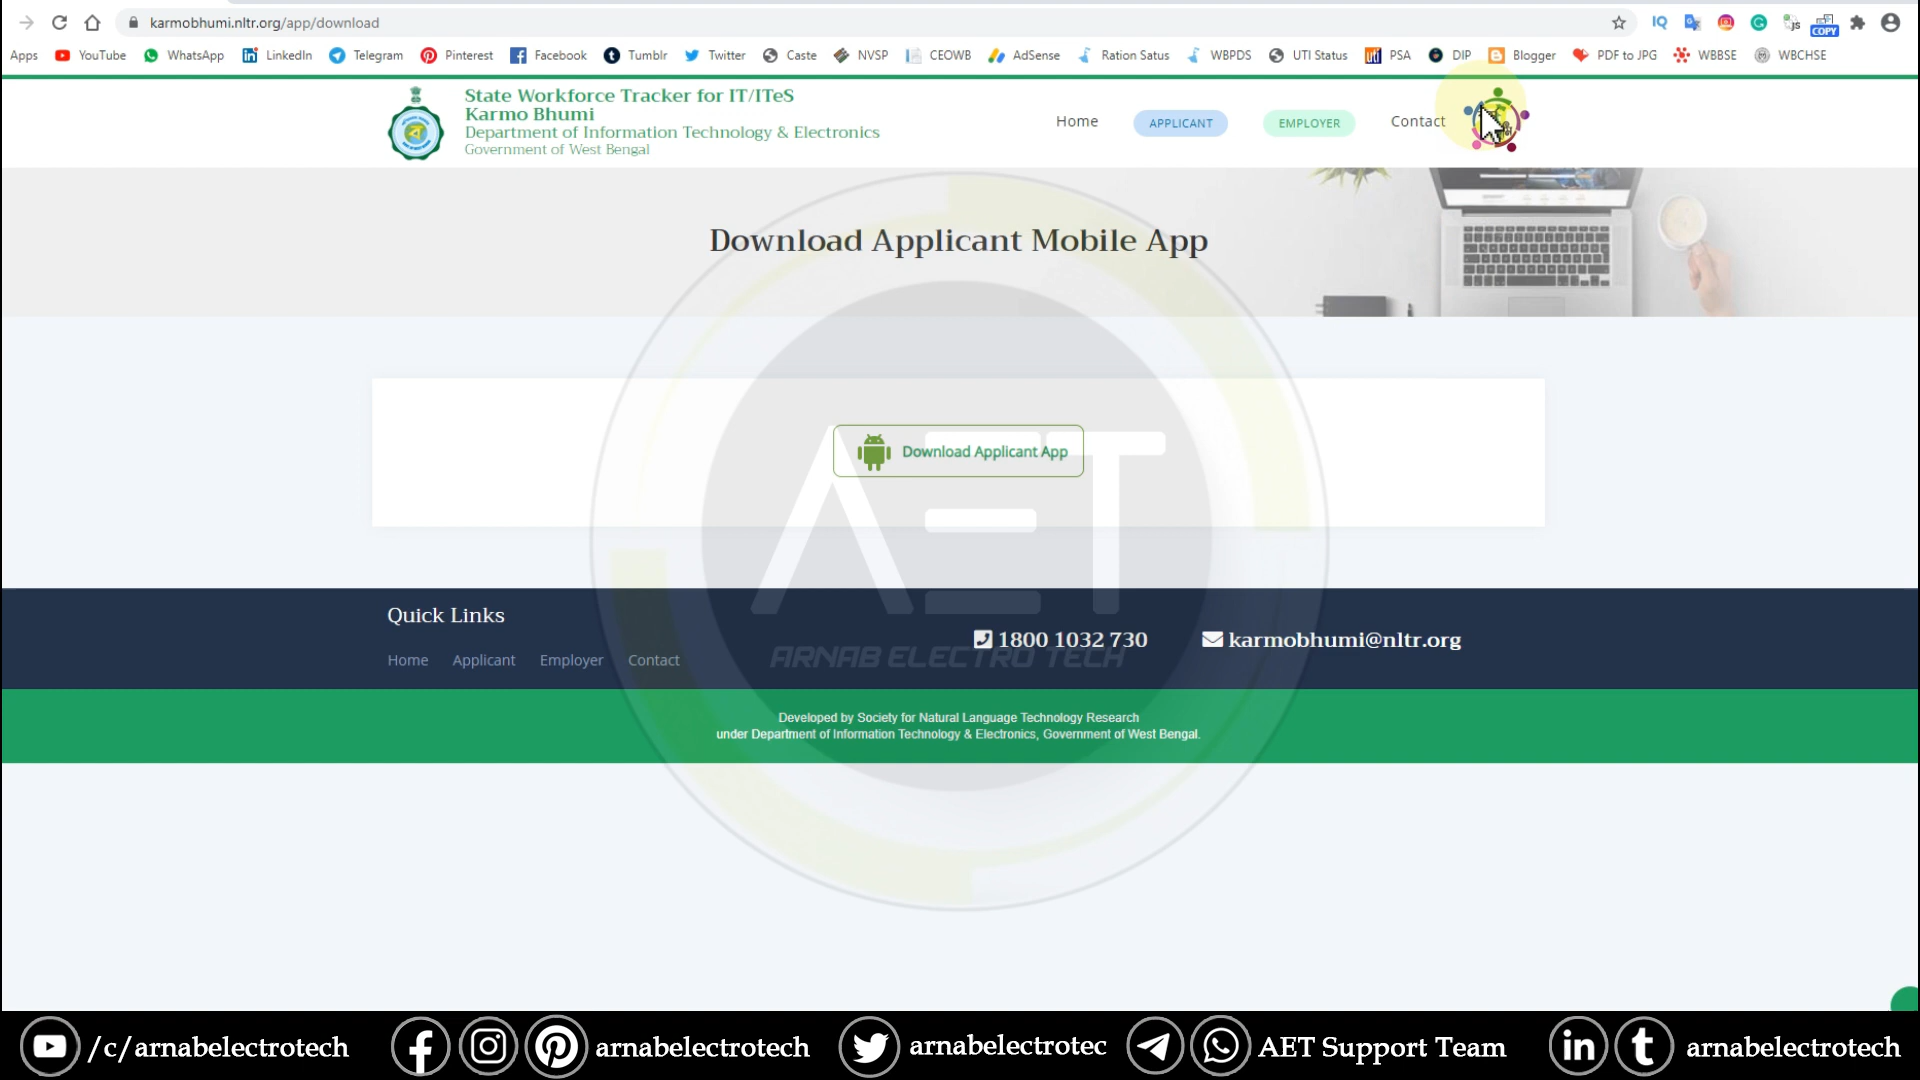 karmobhumi.nltr.org/app/download
IQ
js
COPY
Apps YouTube WhatsApp LinkedIn Telegram Pinterest Facebook Tumblr Twitter Caste NVSP CEOWB AdSense Ration Satus WBPDS UTI Status PSA DIP Blogger PDF to JPG WBBSE WBCHSE
State Workforce Tracker for IT/ITeS
Karmo Bhumi
Department of Information Technology & Electronics
Government of West Bengal
Home APPLICANT EMPLOYER Contact
Download Applicant Mobile App
Download Applicant App
AET
ARNAB ELECTRO TECH
Quick Links
1800 1032 730 karmobhumi@nltr.org
Home Applicant Employer Contact
Developed by Society for Natural Language Technology Research
under Department of Information Technology & Electronics, Government of West Bengal.
/c/arnabelectrotech arnabelectrotech arnabelectrotec AET Support Team arnabelectrotech